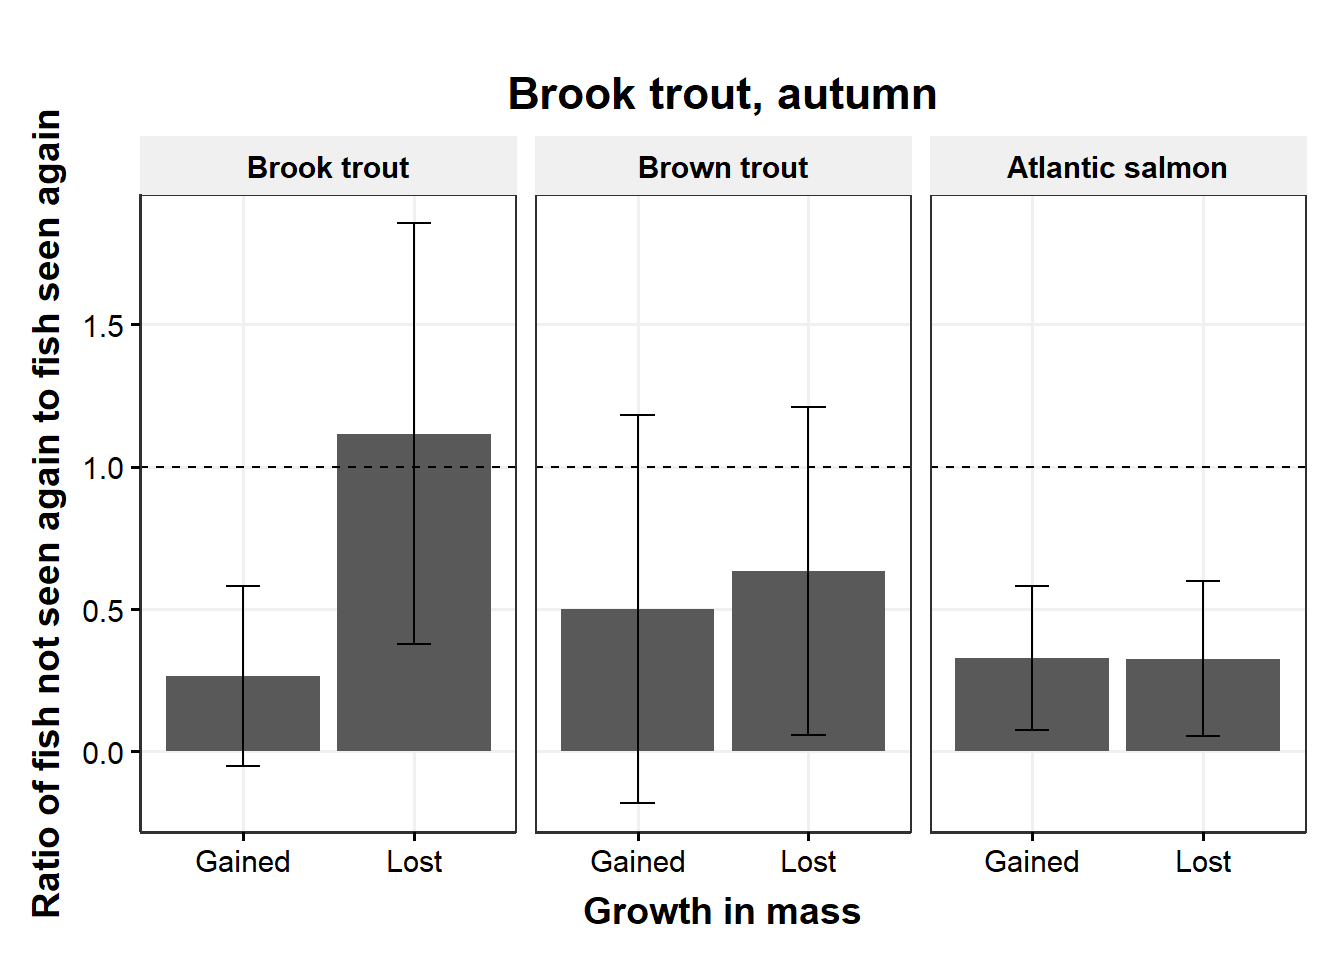 Brook trout, autumn
Ratio of fish not seen again to fish seen again
Brook trout
Brown trout
Atlantic salmon
1.5
1.0
0.5
0.0
Gained
Lost
Gained
Lost
Gained
Lost
Growth in mass